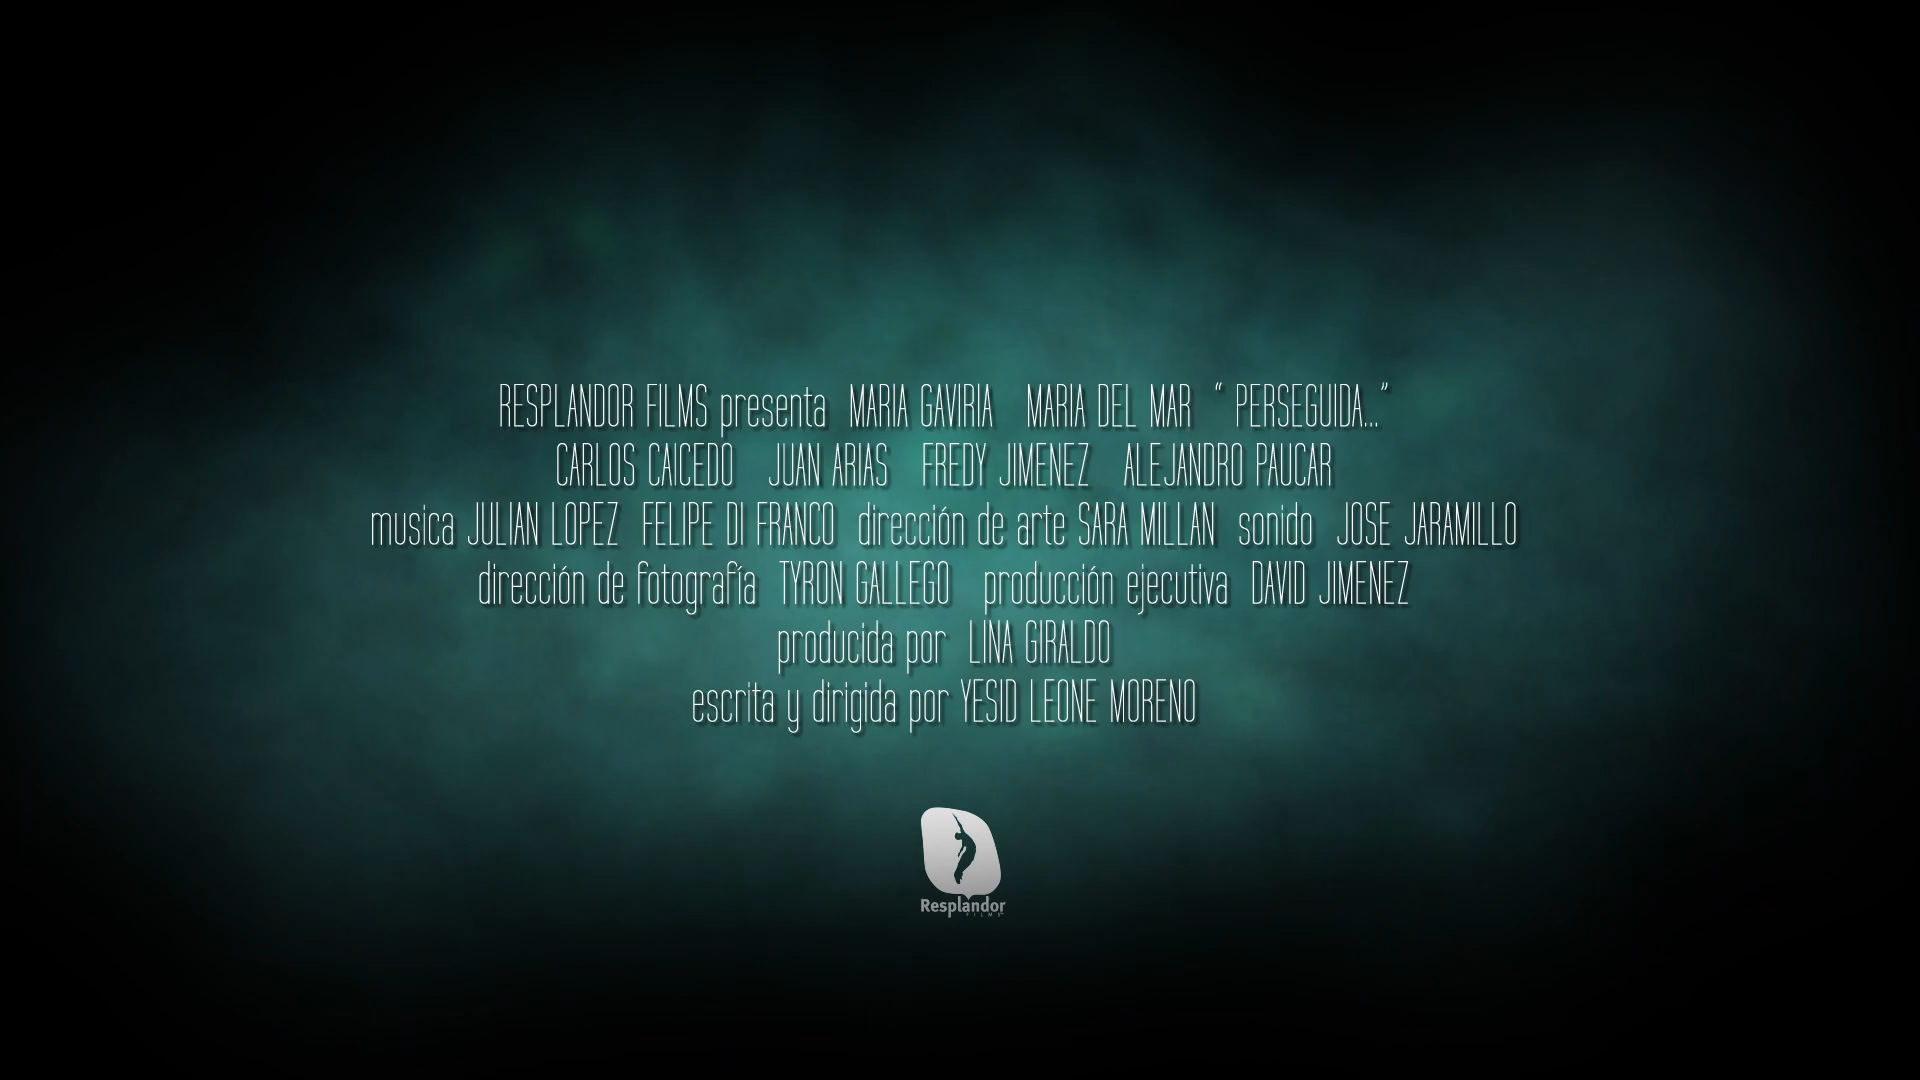 RESPLANDOR FILMS presenta MARIA GAVIRIA MARIA DEL MAR “ PERSEGUIDA...”
CARLOS CAICEDO JUAN ARIAS FREDY JIMENEZ ALEJANDRO PAUCAR
musica JULIAN LOPEZ FELIPE DI FRANCO dirección de arte SARA MILLAN sonido JOSE JARAMILLO
dirección de fotografía TYRON GALLEGO producción ejecutiva DAVID JIMENEZ
producida por LINA GIRALDO
escrita y dirigida por YESID LEONE MORENO
Resplandor
FILMS